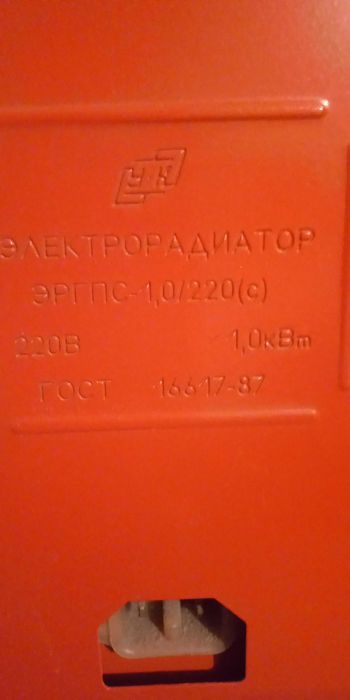 ЭЛЕКТРОРАДИАТОР
ЭРГПС-1,0/220(с)
220В 1,0кВт
ГОСТ 16617-87